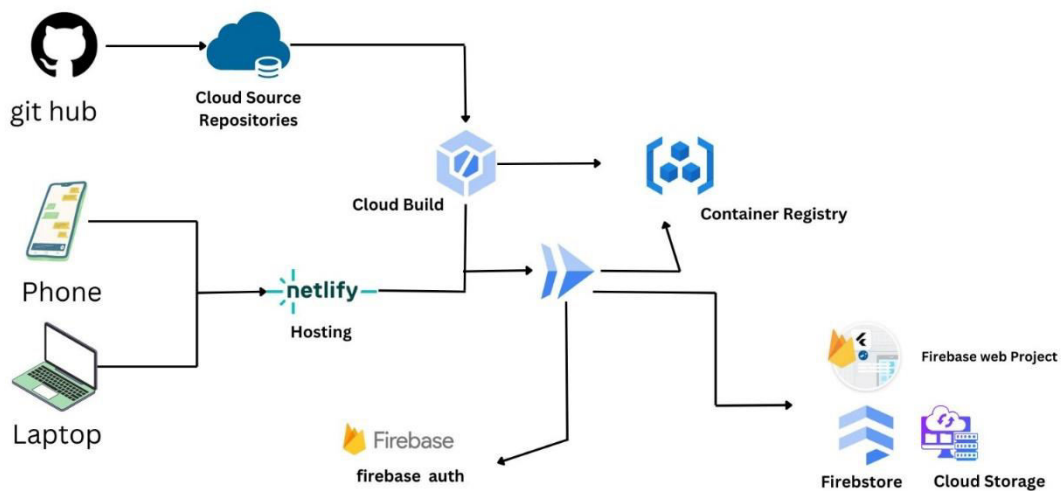 git hub
Cloud Source
Repositories
Cloud Build
Container Registry
Phone
netlify
Hosting
Laptop
Firebase
firebase auth
Firebase web Project
Firebstore
Cloud Storage